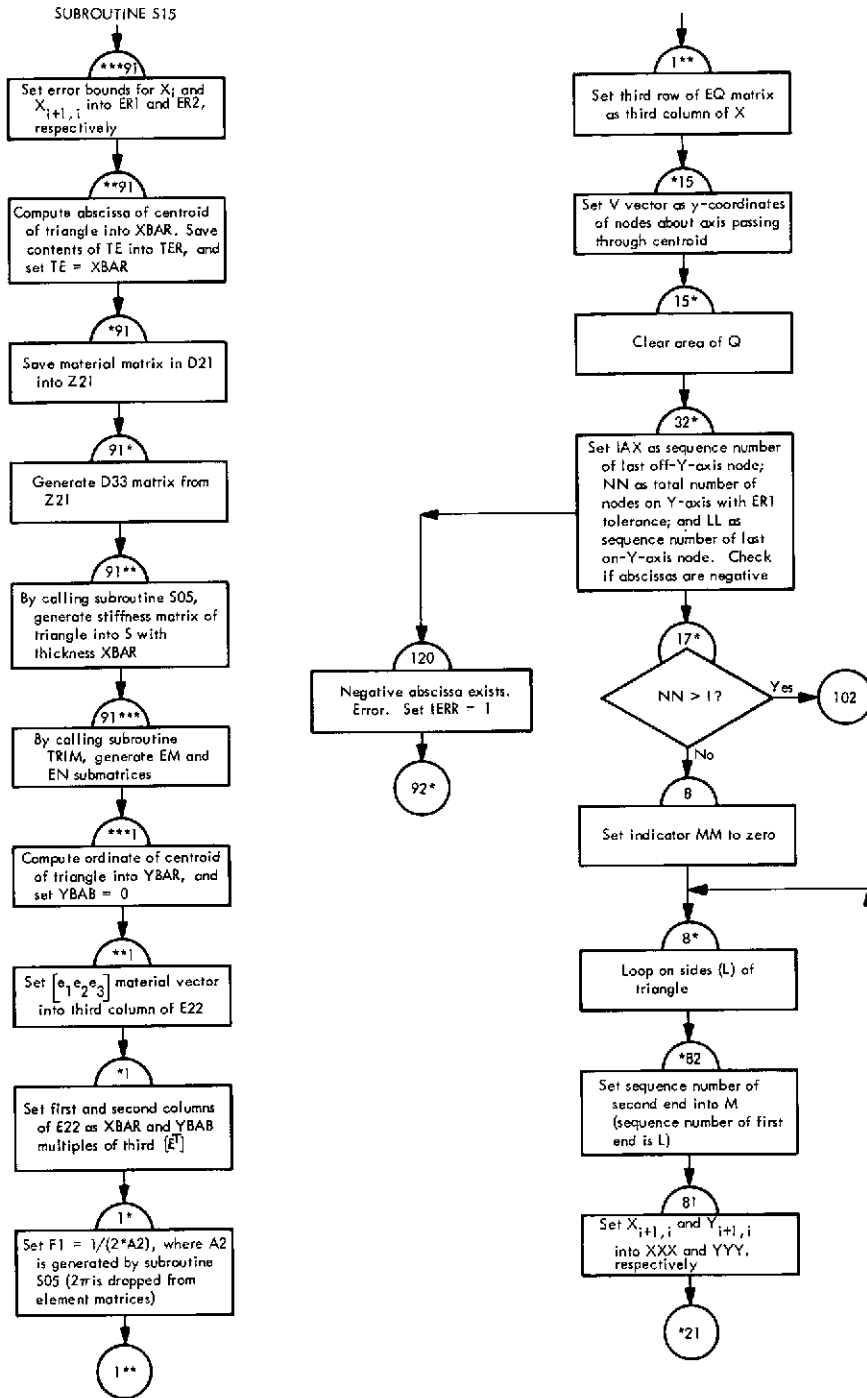 SUBROUTINE S15
***91
Set error bounds for Xi and
Xi+1,i into ER1 and ER2,
respectively
**91
Compute abscissa of centroid
of triangle into XBAR. Save
contents of TE into TER, and
set TE = XBAR
*91
Save material matrix in D21
into Z21
91*
Generate D33 matrix from
Z21
91**
By calling subroutine S05,
generate stiffness matrix of
triangle into S with
thickness XBAR
91***
By calling subroutine
TRIM, generate EM and
EN submatrices
***1
Compute ordinate of centroid
of triangle into YBAR, and
set YBAB = 0
**1
Set [e1e2e3] material vector
into third column of E22
*1
Set first and second columns
of E22 as XBAR and YBAB
multiples of third [ET]
1*
Set F1 = 1/(2*A2), where A2
is generated by subroutine
S05 (2π is dropped from
element matrices)
1**
1**
Set third row of EQ matrix
as third column of X
*15
Set V vector as y-coordinates
of nodes about axis passing
through centroid
15*
Clear area of Q
32*
Set IAX as sequence number
of last off-Y-axis node;
NN as total number of
nodes on Y-axis with ER1
tolerance; and LL as
sequence number of last
on-Y-axis node. Check
if abscissas are negative
120
Negative abscissa exists.
Error. Set IERR = 1
92*
17*
NN > 1?
Yes
102
No
8
Set indicator MM to zero
8*
Loop on sides (L) of
triangle
*82
Set sequence number of
second end into M
(sequence number of first
end is L)
81
Set Xi+1,i and Yi+1,i
into XXX and YYY,
respectively
*21